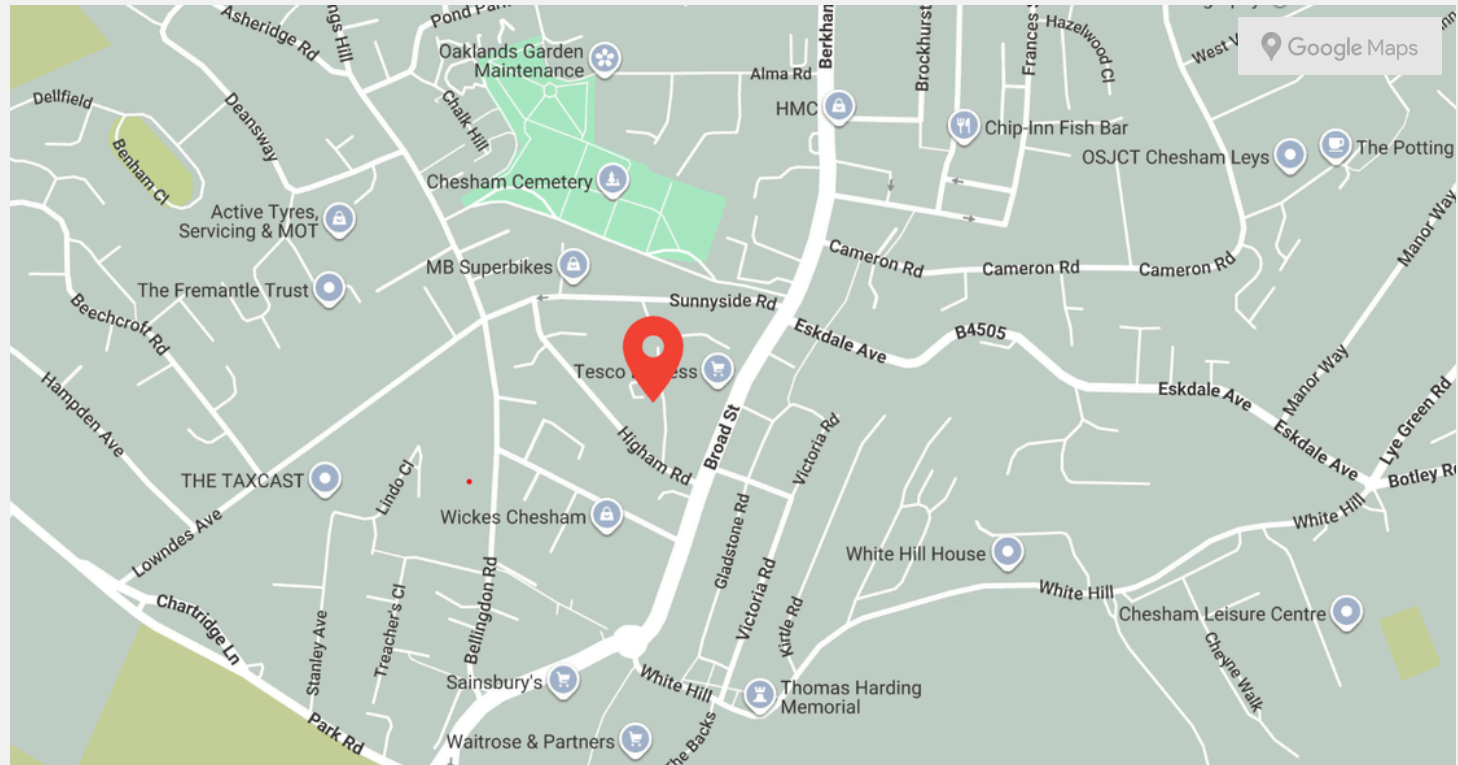 Asheridge Rd
ngs Hill
Pond Park
Berkhan
Brockhurst
Frances
Hazelwood Cl
West V
Google Maps
Oaklands Garden
Maintenance
Alma Rd
HMC
Chip-Inn Fish Bar
OSJCT Chesham Leys
The Potting
Dellfield
Deansway
Chalk Hill
Benham Cl
Chesham Cemetery
Active Tyres,
Servicing & MOT
MB Superbikes
The Fremantle Trust
Beechcroft Rd
Cameron Rd
Cameron Rd
Cameron Rd
Manor Way
Sunnyside Rd
Eskdale Ave
B4505
Tesco
ess
Eskdale Ave
Manor Way
Eskdale Ave
Lye Green Rd
Botley Rd
Hampden Ave
Higham Rd
Broad St
Victoria Rd
THE TAXCAST
Lindo Cl
Wickes Chesham
Gladstone Rd
Lowndes Ave
White Hill House
White Hill
White Hill
Chartridge Ln
Stanley Ave
Treacher's Cl
Bellingdon Rd
Victoria Rd
Kirtle Rd
Chesham Leisure Centre
Cheyne Walk
Sainsbury's
White Hill
Thomas Harding
Memorial
Park Rd
Waitrose & Partners
The Backs